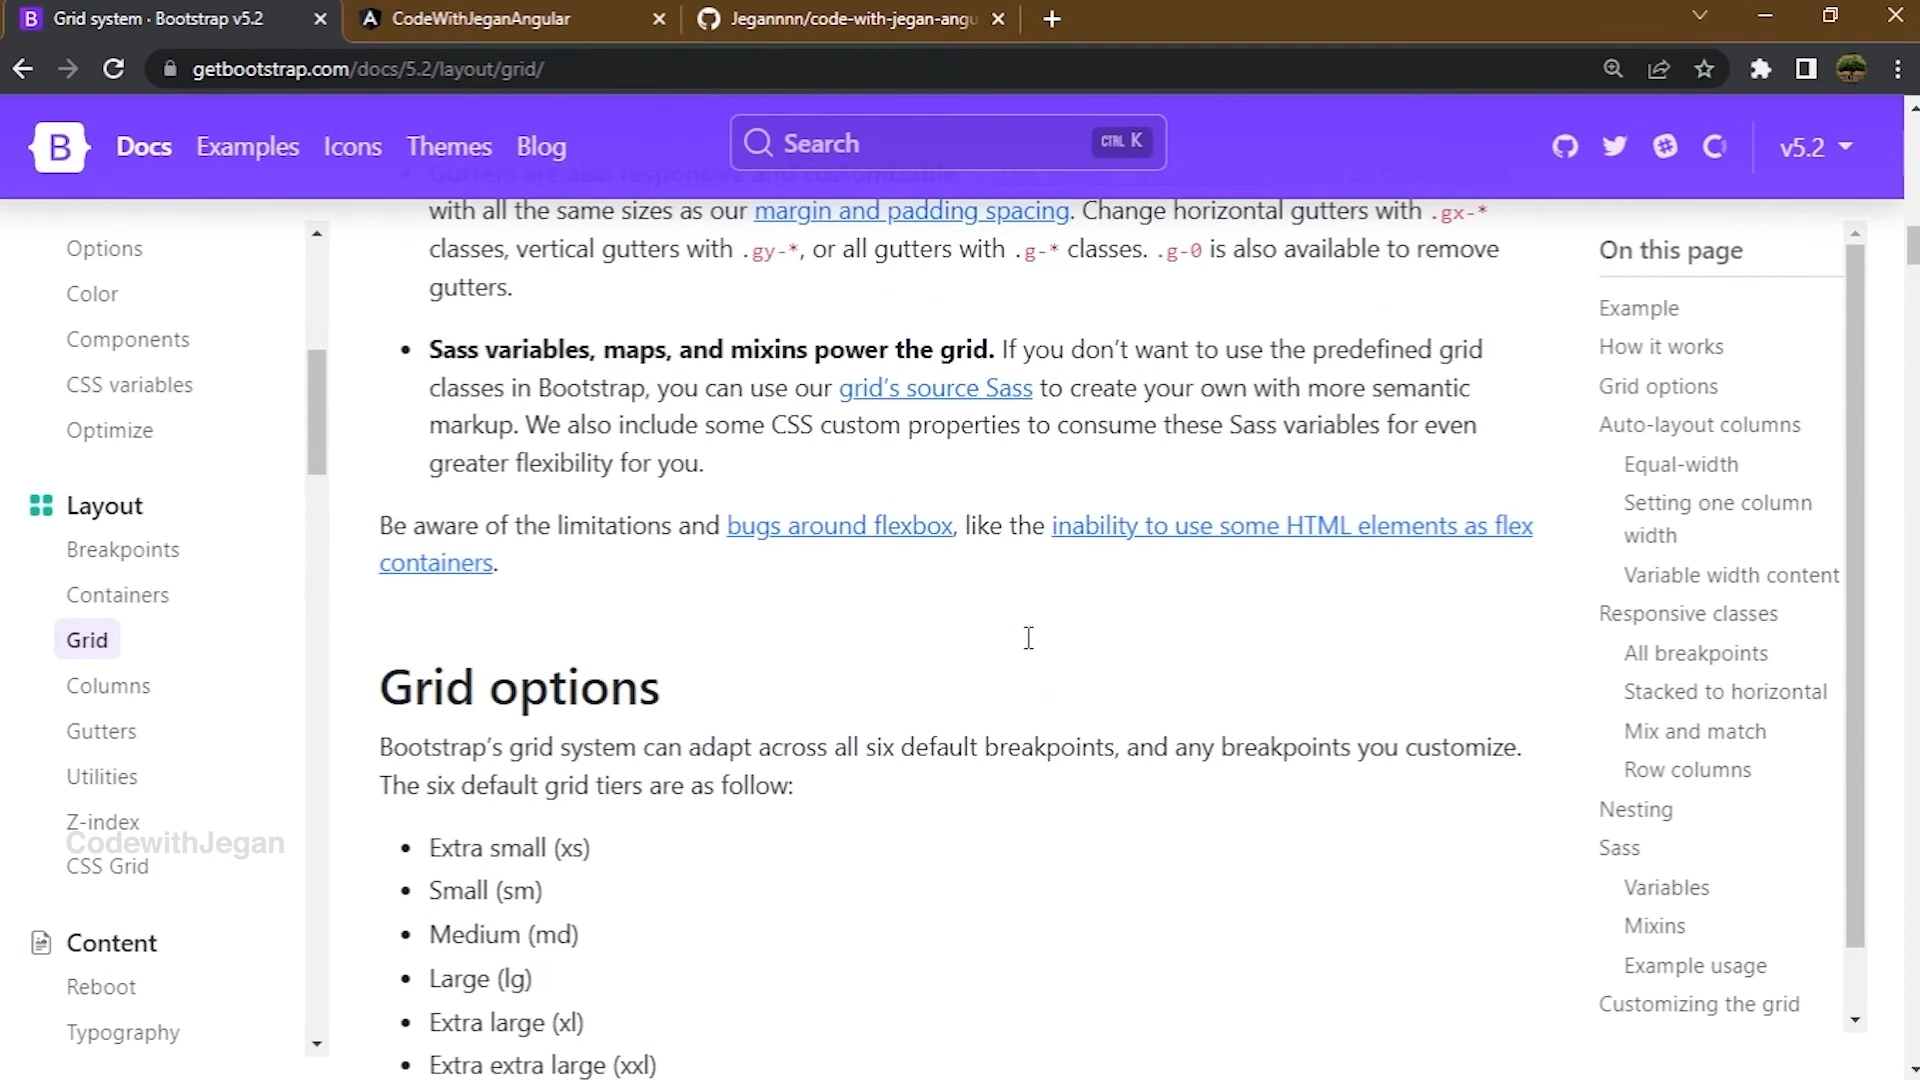 Grid system · Bootstrap v5.2
CodeWithJeganAngular
Jegannnn/code-with-jegan-angu
getbootstrap.com/docs/5.2/layout/grid/
B
Docs
Examples
Icons
Themes
Blog
Search
CTRL K
v5.2
Options
Color
Components
CSS variables
Optimize
Layout
Breakpoints
Containers
Grid
Columns
Gutters
Utilities
Z-index
CodewithJegan
CSS Grid
Content
Reboot
Typography
Gutters are also responsive and customizable.
with all the same sizes as our margin and padding spacing. Change horizontal gutters with .gx-*
classes, vertical gutters with .gy-*, or all gutters with .g-* classes. .g-0 is also available to remove
gutters.
• Sass variables, maps, and mixins power the grid. If you don’t want to use the predefined grid
classes in Bootstrap, you can use our grid’s source Sass to create your own with more semantic
markup. We also include some CSS custom properties to consume these Sass variables for even
greater flexibility for you.
Be aware of the limitations and bugs around flexbox, like the inability to use some HTML elements as flex
containers.
Grid options
Bootstrap’s grid system can adapt across all six default breakpoints, and any breakpoints you customize.
The six default grid tiers are as follow:
• Extra small (xs)
• Small (sm)
• Medium (md)
• Large (lg)
• Extra large (xl)
• Extra extra large (xxl)
On this page
Example
How it works
Grid options
Auto-layout columns
Equal-width
Setting one column
width
Variable width content
Responsive classes
All breakpoints
Stacked to horizontal
Mix and match
Row columns
Nesting
Sass
Variables
Mixins
Example usage
Customizing the grid